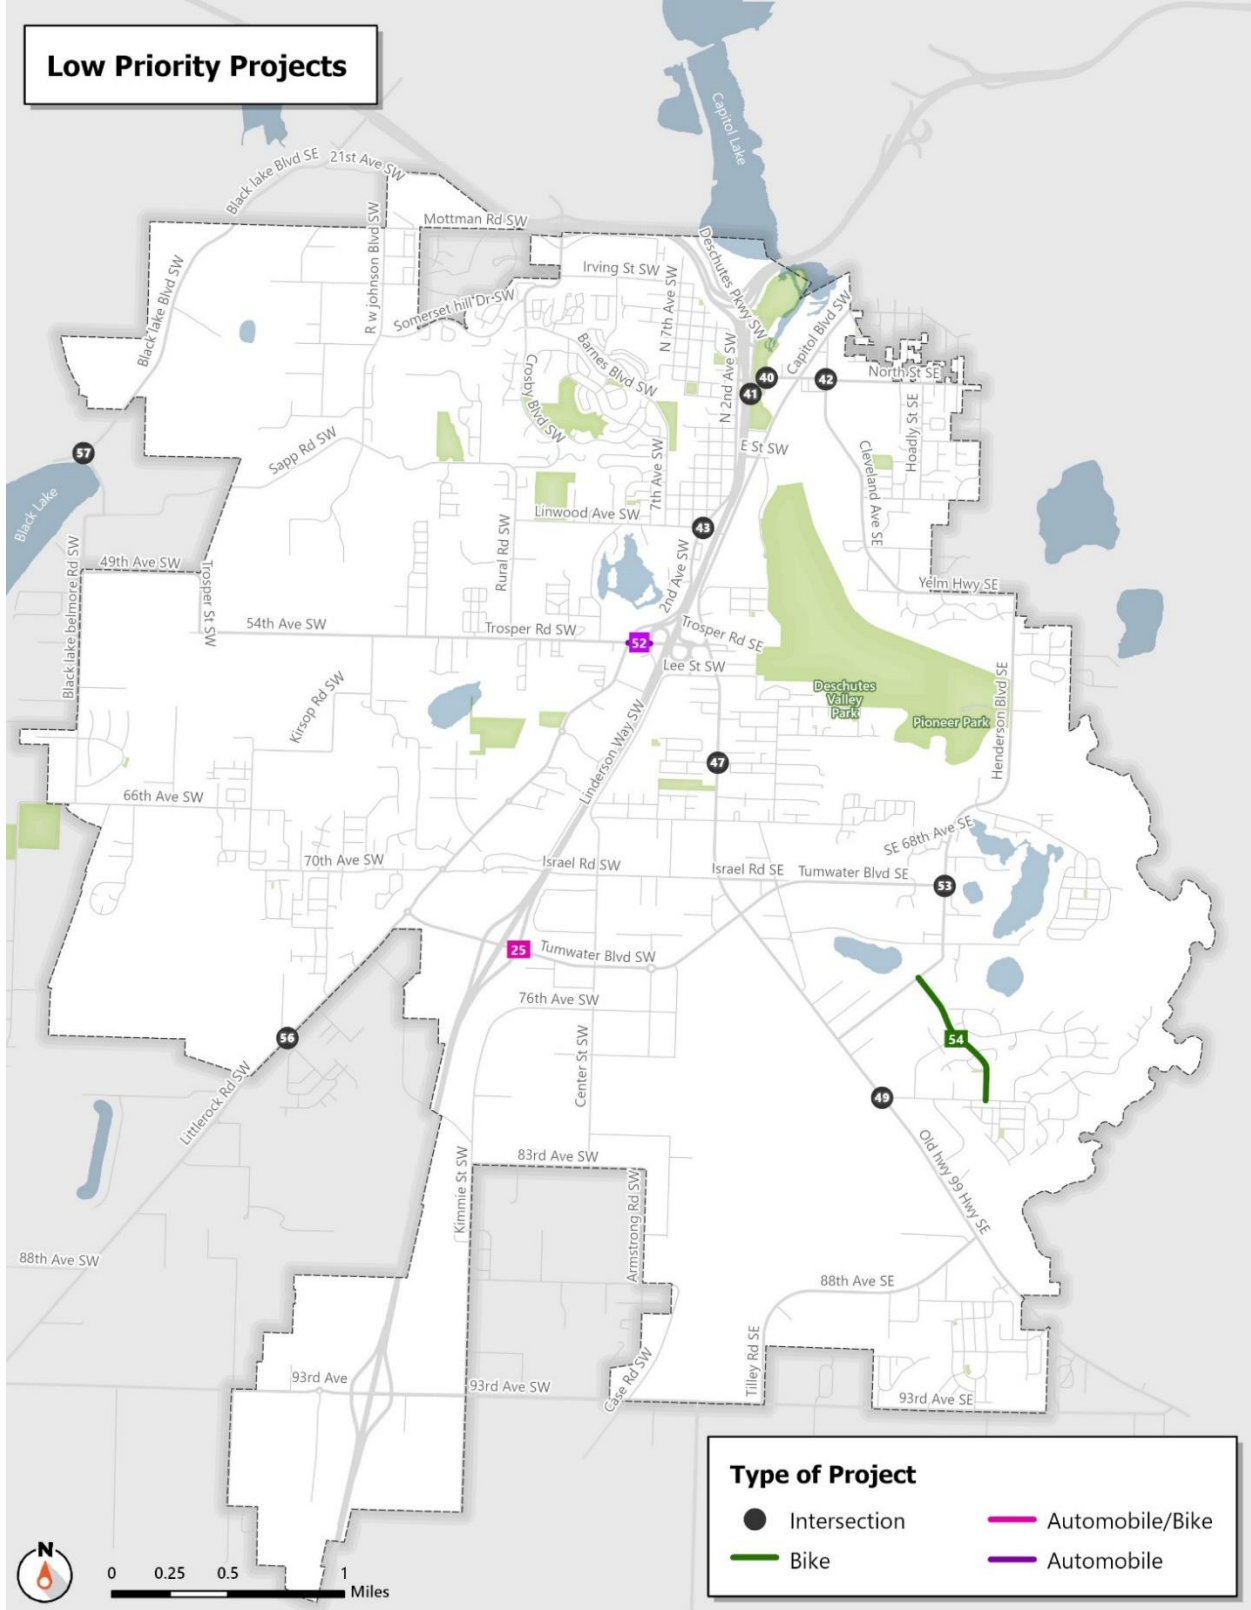 Low Priority Projects
Capitol Lake
Black lake Blvd SE
21st Ave SW
Mottman Rd SW
R w johnson Blvd SW
Deschutes Pkwy SW
Irving St SW
N 7th Ave SW
Black lake Blvd SW
Somerset hill Dr SW
Capitol Blvd SW
Barnes Blvd SW
N 2nd Ave SW
Crosby Blvd SW
40
42
North St SE
41
Hoadly St SE
E St SW
Sapp Rd SW
57
7th Ave SW
Cleveland Ave SE
Black Lake
Linwood Ave SW
43
Rural Rd SW
49th Ave SW
2nd Ave SW
Yelm Hwy SE
Trosper St SW
Black lake belmore Rd SW
54th Ave SW
Trosper Rd SW
52
Trosper Rd SE
Lee St SW
Deschutes
Valley
Park
Pioneer Park
Henderson Blvd SE
Kirsop Rd SW
Linderson Way SW
47
66th Ave SW
SE 68th Ave SE
70th Ave SW
Israel Rd SW
Israel Rd SE
Tumwater Blvd SE
53
25
Tumwater Blvd SW
76th Ave SW
56
54
Center St SW
49
Littlerock Rd SW
Old hwy 99 Hwy SE
83rd Ave SW
Kimmie St SW
Armstrong Rd SW
88th Ave SW
88th Ave SE
Tilley Rd SE
93rd Ave
93rd Ave SW
Case Rd SW
93rd Ave SE
Type of Project
Intersection
Automobile/Bike
Bike
Automobile
N
0 0.25 0.5 1
Miles